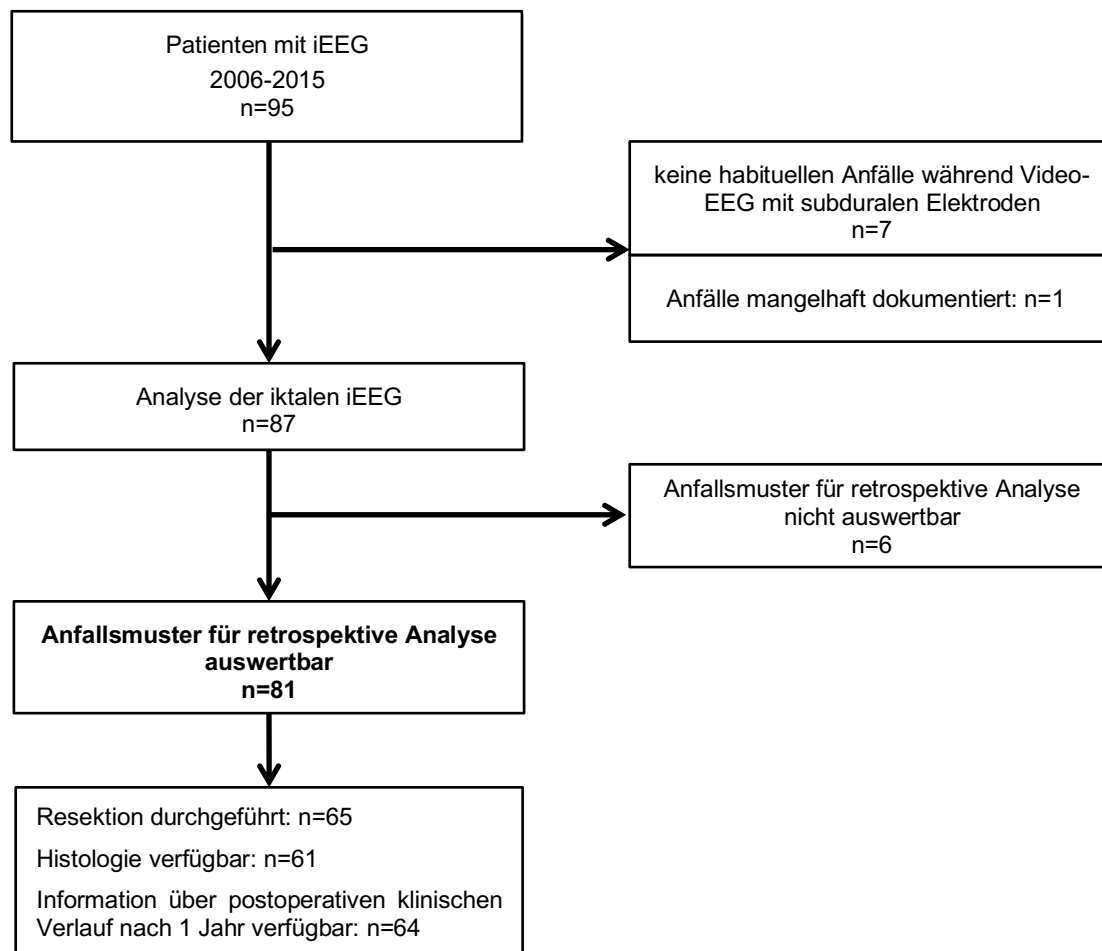 Patienten mit iEEG
2006-2015
n=95
keine habituellen Anfälle während Video-
EEG mit subduralen Elektroden
n=7
Anfälle mangelhaft dokumentiert: n=1
Analyse der iktalen iEEG
n=87
Anfallsmuster für retrospektive Analyse
nicht auswertbar
n=6
Anfallsmuster für retrospektive Analyse
auswertbar
n=81
Resektion durchgeführt: n=65
Histologie verfügbar: n=61
Information über postoperativen klinischen
Verlauf nach 1 Jahr verfügbar: n=64